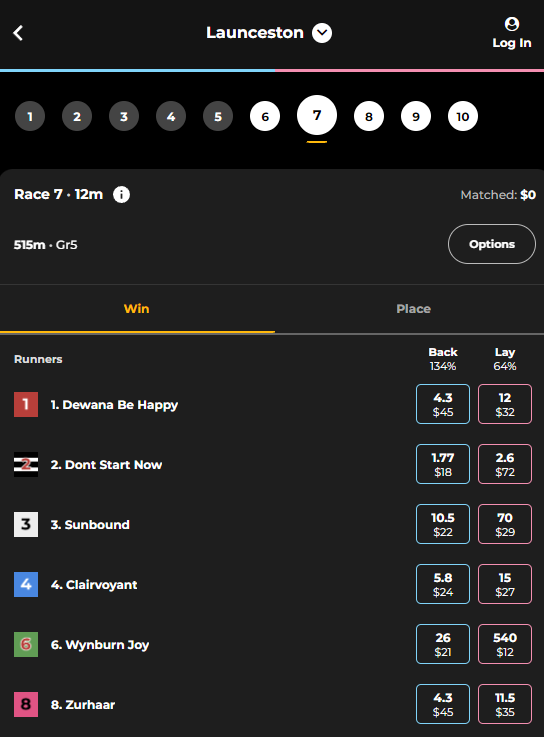 Launceston
Log In
1 2 3 4 5 6 7 8 9 10
Race 7 · 12m i Matched: $0
515m · Gr5 Options
Win Place
Runners Back Lay
134% 64%
1 1. Dewana Be Happy 4.3 12
$45 $32
2 2. Dont Start Now 1.77 2.6
$18 $72
3 3. Sunbound 10.5 70
$22 $29
4 4. Clairvoyant 5.8 15
$24 $27
6 6. Wynburn Joy 26 540
$21 $12
8 8. Zurhaar 4.3 11.5
$45 $35